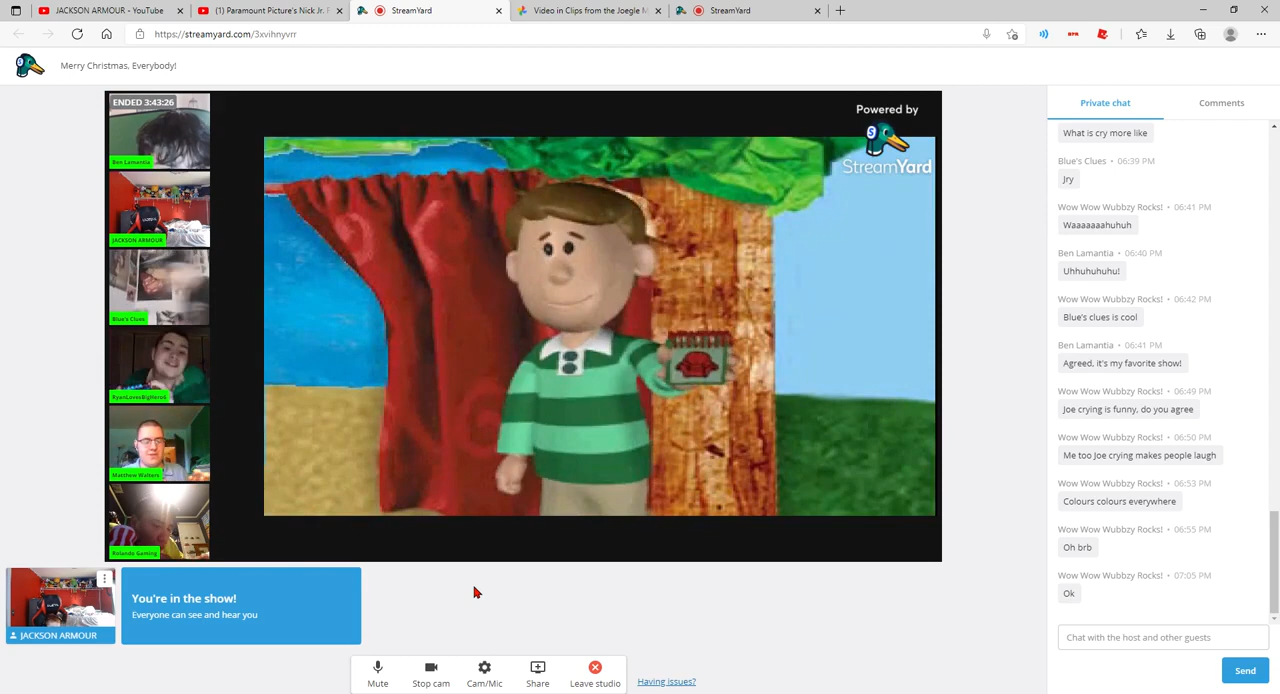 JACKSON ARMOUR - YouTube
(1) Paramount Picture's Nick Jr. F
StreamYard
Video in Clips from the Joegle M
StreamYard
https://streamyard.com/3xvihnyvrr
Merry Christmas, Everybody!
Private chat
Comments
ENDED 3:43:26
Powered by
StreamYard
Ben Lamantia
JACKSON ARMOUR
Blue's Clues
RyanLovesBigHero6
Matthew Walters
Rolando Gaming
What is cry more like
Blue's Clues • 06:39 PM
Jry
Wow Wow Wubbzy Rocks! • 06:41 PM
Waaaaaaahuhuh
Ben Lamantia • 06:40 PM
Uhhuhuhuhu!
Wow Wow Wubbzy Rocks! • 06:42 PM
Blue's clues is cool
Ben Lamantia • 06:41 PM
Agreed, it's my favorite show!
Wow Wow Wubbzy Rocks! • 06:49 PM
Joe crying is funny, do you agree
Wow Wow Wubbzy Rocks! • 06:50 PM
Me too Joe crying makes people laugh
Wow Wow Wubbzy Rocks! • 06:53 PM
Colours colours everywhere
Wow Wow Wubbzy Rocks! • 06:55 PM
Oh brb
Wow Wow Wubbzy Rocks! • 07:05 PM
Ok
JACKSON ARMOUR
You're in the show!
Everyone can see and hear you
Chat with the host and other guests
Send
Mute
Stop cam
Cam/Mic
Share
Leave studio
Having issues?